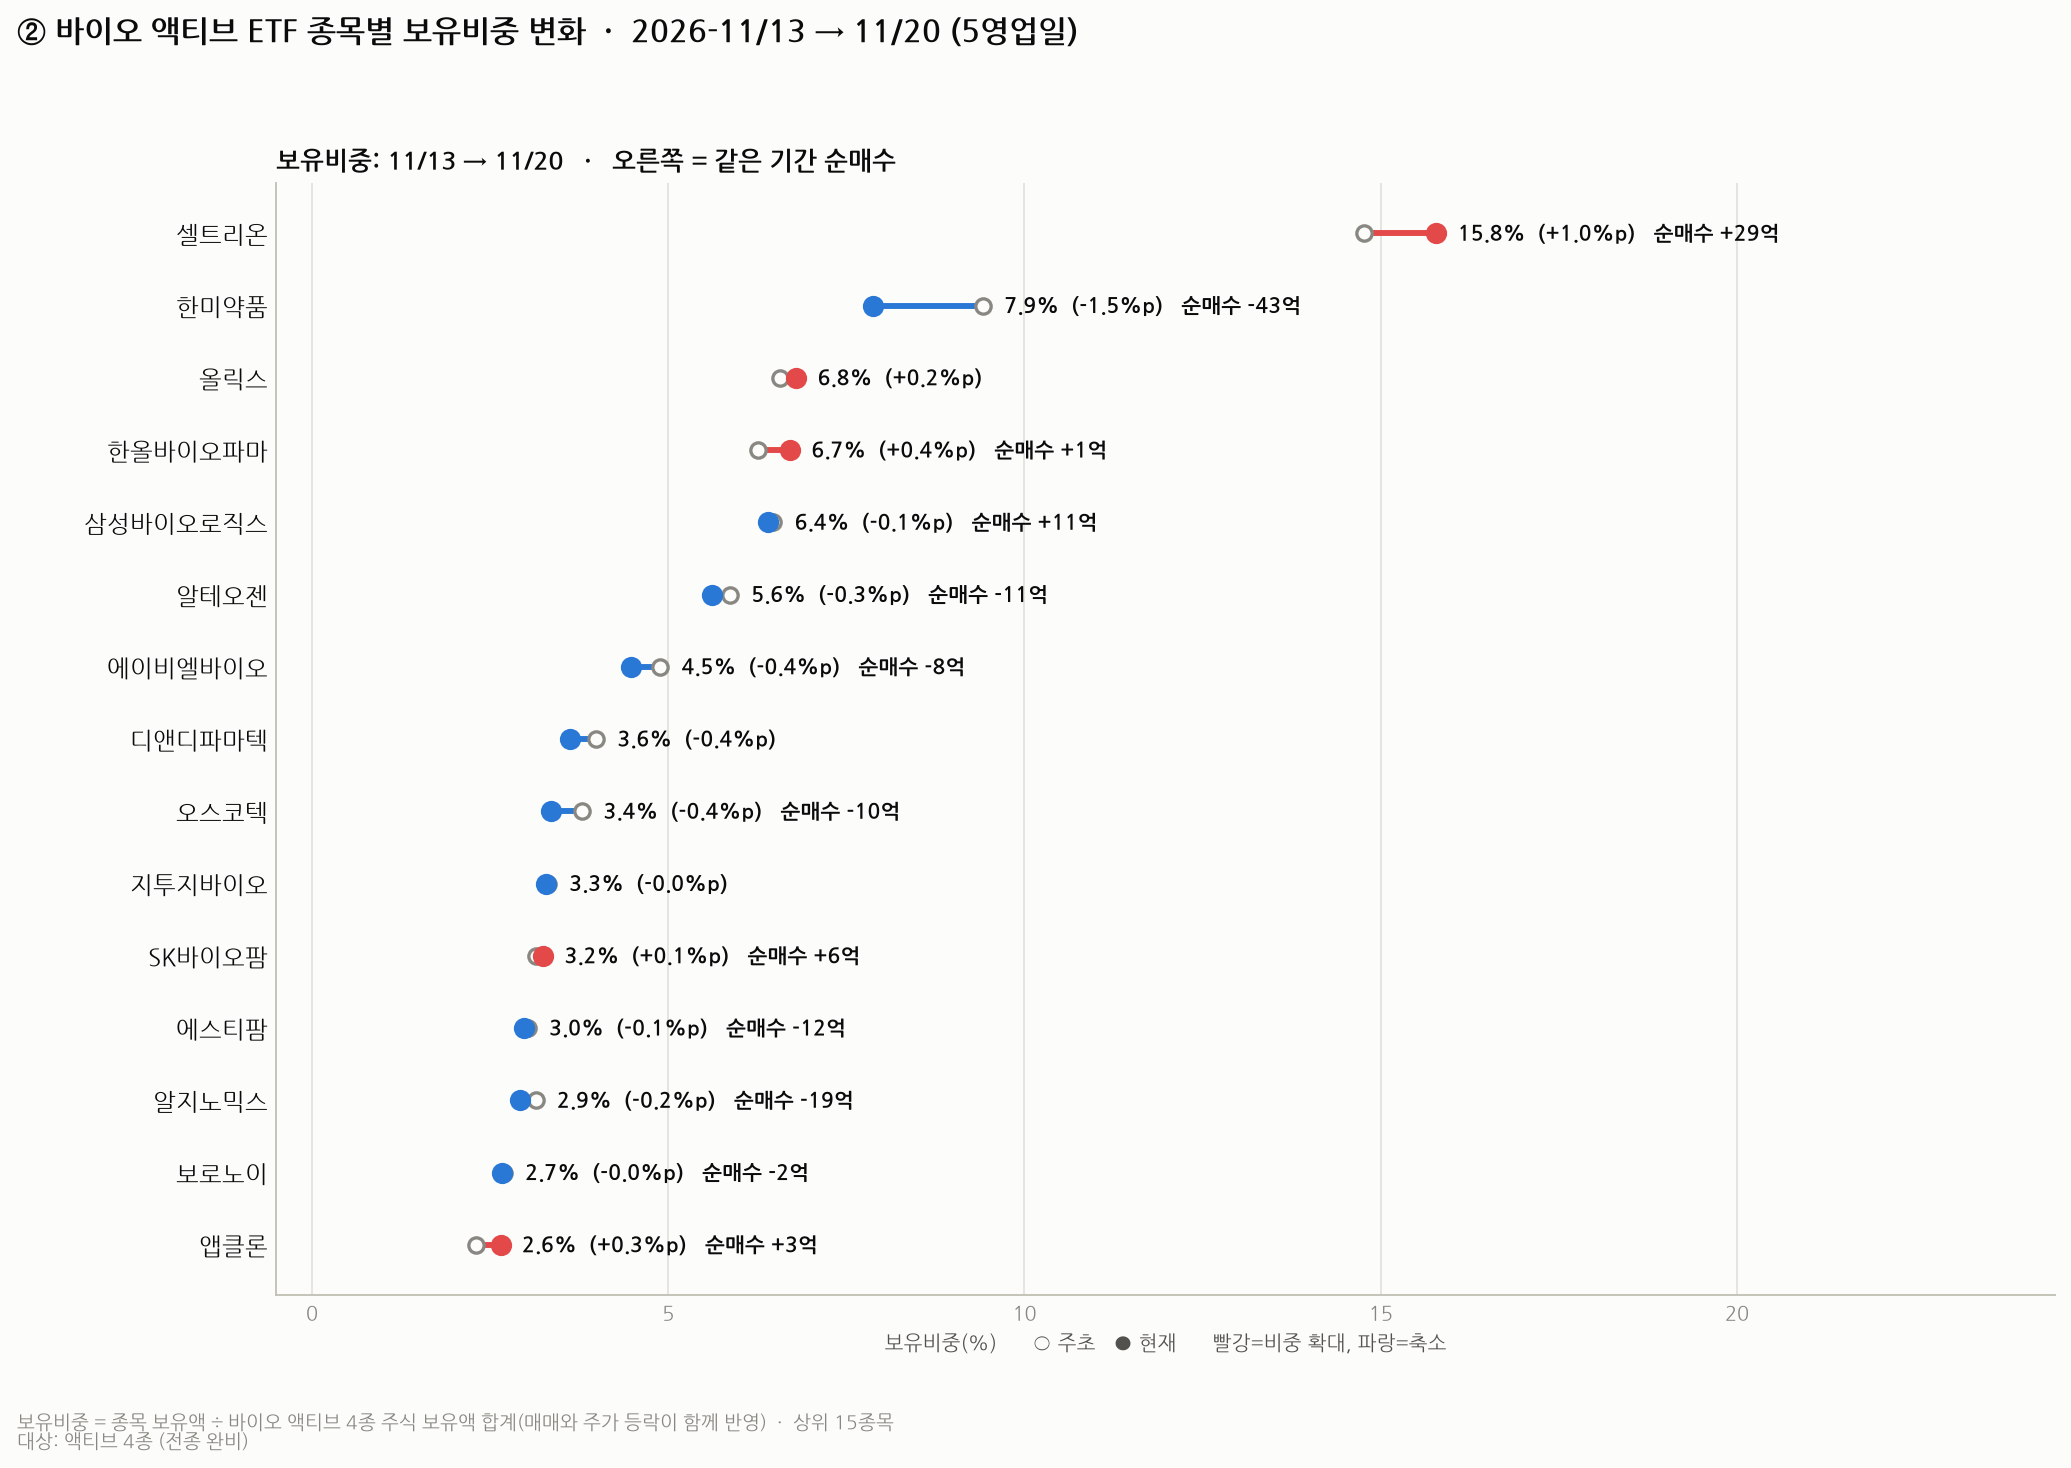 ② 바이오 액티브 ETF 종목별 보유비중 변화 · 2026-11/13 → 11/20 (5영업일)
보유비중: 11/13 → 11/20 · 오른쪽 = 같은 기간 순매수
셀트리온 15.8% (+1.0%p) 순매수 +29억
한미약품 7.9% (-1.5%p) 순매수 -43억
올릭스 6.8% (+0.2%p)
한올바이오파마 6.7% (+0.4%p) 순매수 +1억
삼성바이오로직스 6.4% (-0.1%p) 순매수 +11억
알테오젠 5.6% (-0.3%p) 순매수 -11억
에이비엘바이오 4.5% (-0.4%p) 순매수 -8억
디앤디파마텍 3.6% (-0.4%p)
오스코텍 3.4% (-0.4%p) 순매수 -10억
지투지바이오 3.3% (-0.0%p)
SK바이오팜 3.2% (+0.1%p) 순매수 +6억
에스티팜 3.0% (-0.1%p) 순매수 -12억
알지노믹스 2.9% (-0.2%p) 순매수 -19억
보로노이 2.7% (-0.0%p) 순매수 -2억
앱클론 2.6% (+0.3%p) 순매수 +3억
0 5 10 15 20
보유비중(%) ○ 주초 ● 현재 빨강=비중 확대, 파랑=축소
보유비중 = 종목 보유액 ÷ 바이오 액티브 4종 주식 보유액 합계(매매와 주가 등락이 함께 반영) · 상위 15종목
대상: 액티브 4종 (전종 완비)